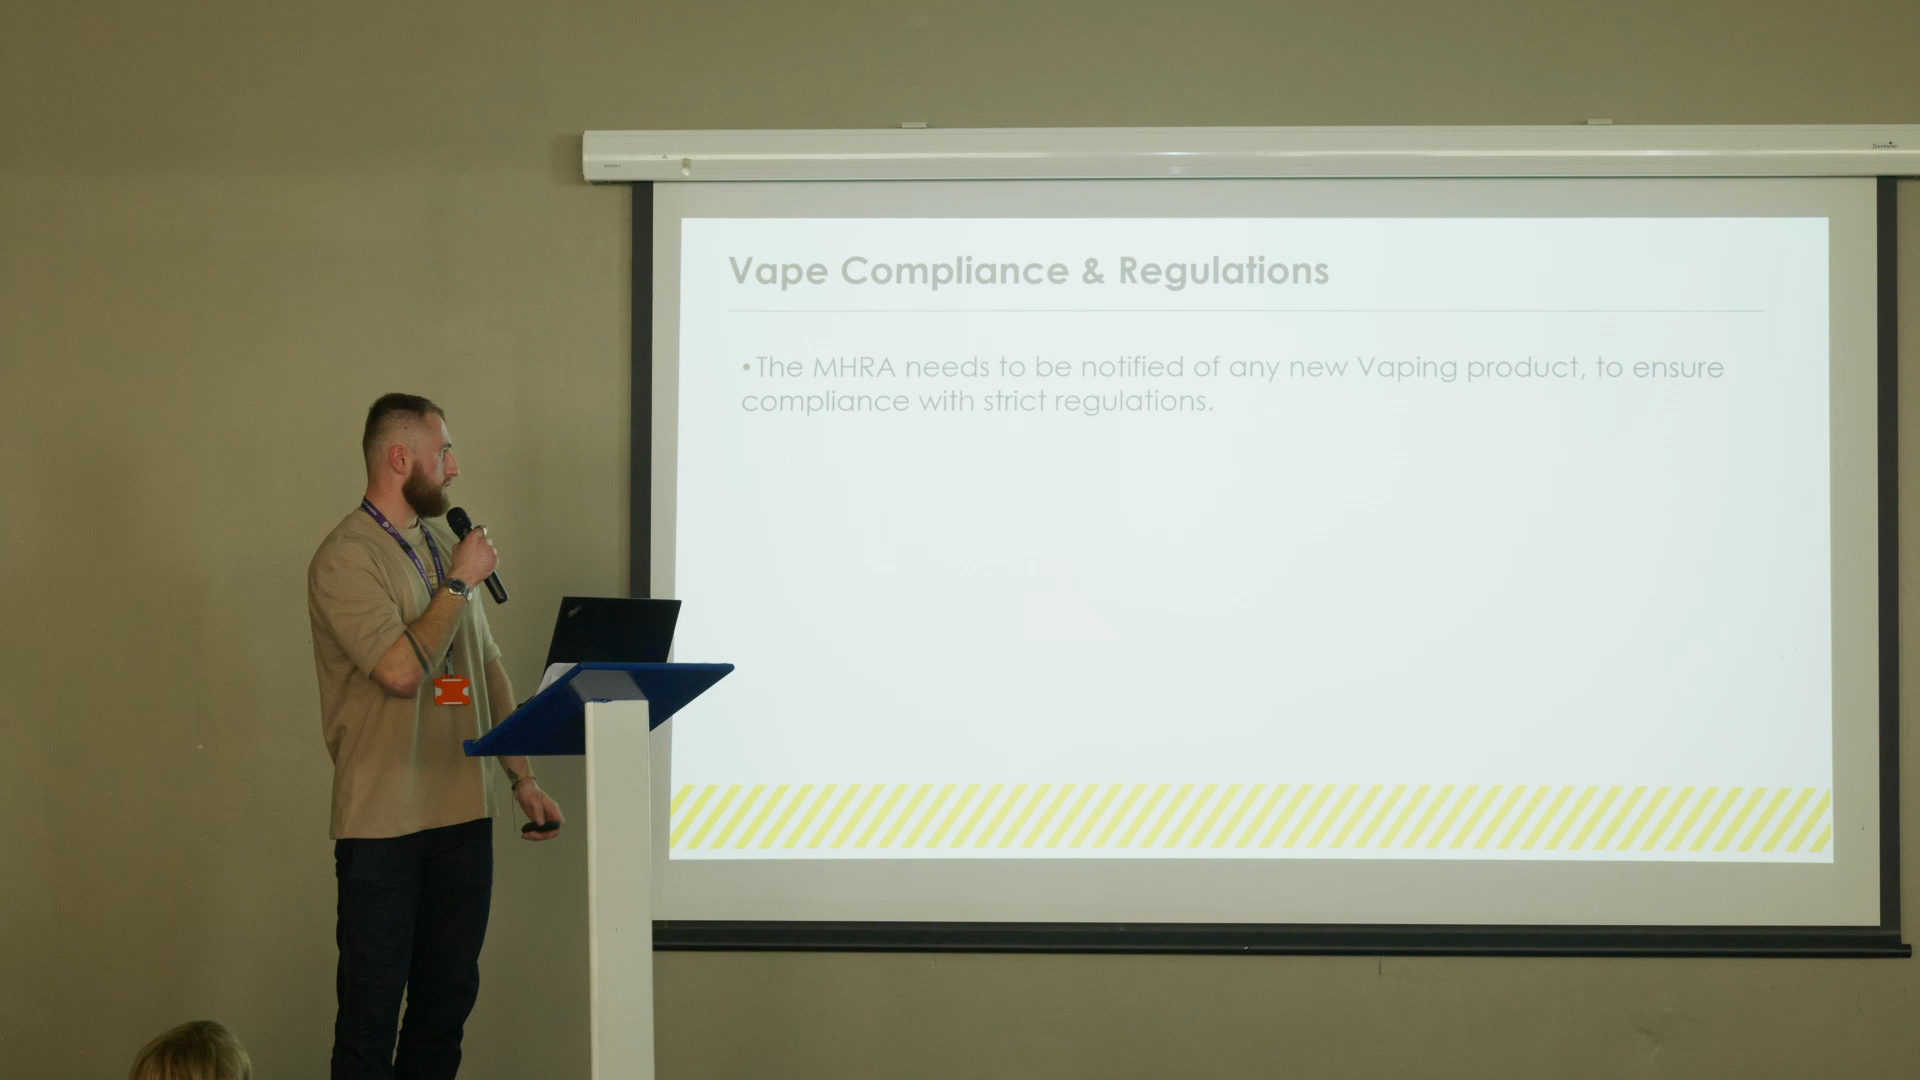 Vape Compliance & Regulations
•The MHRA needs to be notified of any new Vaping product, to ensure
compliance with strict regulations.